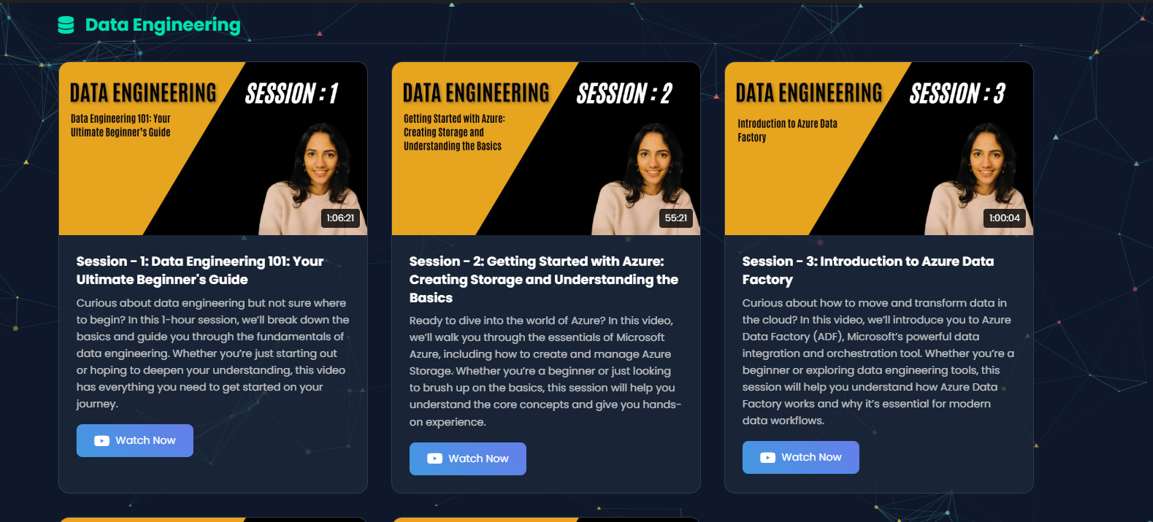 Data Engineering
DATA ENGINEERING
SESSION : 1
Data Engineering 101: Your
Ultimate Beginner's Guide
1:06:21
DATA ENGINEERING
SESSION : 2
Getting Started with Azure:
Creating Storage and
Understanding the Basics
55:21
DATA ENGINEERING
SESSION : 3
Introduction to Azure Data
Factory
1:00:04
Session - 1: Data Engineering 101: Your
Ultimate Beginner's Guide
Curious about data engineering but not sure where
to begin? In this 1-hour session, we'll break down the
basics and guide you through the fundamentals of
data engineering. Whether you're just starting out
or hoping to deepen your understanding, this video
has everything you need to get started on your
journey.
Watch Now
Session - 2: Getting Started with Azure:
Creating Storage and Understanding the
Basics
Ready to dive into the world of Azure? In this video,
we'll walk you through the essentials of Microsoft
Azure, including how to create and manage Azure
Storage. Whether you're a beginner or just looking
to brush up on the basics, this session will help you
understand the core concepts and give you hands-
on experience.
Watch Now
Session - 3: Introduction to Azure Data
Factory
Curious about how to move and transform data in
the cloud? In this video, we'll introduce you to Azure
Data Factory (ADF), Microsoft's powerful data
integration and orchestration tool. Whether you're a
beginner or exploring data engineering tools, this
session will help you understand how Azure Data
Factory works and why it's essential for modern
data workflows.
Watch Now